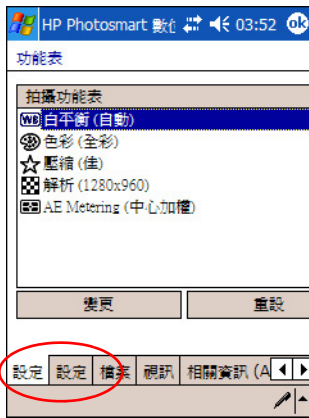 HP Photosmart 數位 03:52 ok
功能表
拍攝功能表
WB 白平衡 (自動)
色彩 (全彩)
壓縮 (佳)
解析 (1280x960)
AE Metering (中心加權)
變更 重設
設定 設定 檔案 視訊 相關資訊 (A